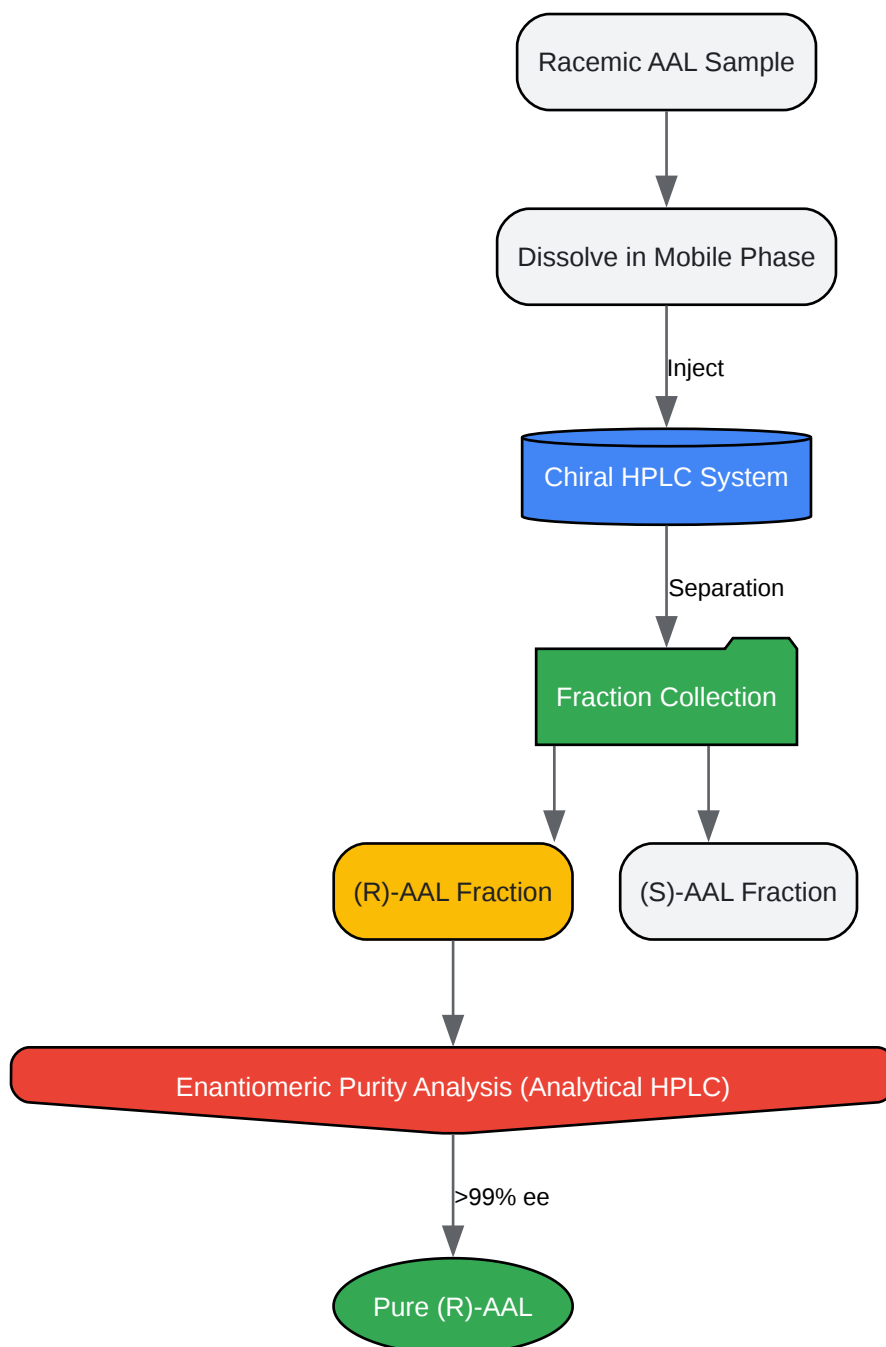 Racemic AAL Sample
Dissolve in Mobile Phase
Inject
Chiral HPLC System
Separation
Fraction Collection
(R)-AAL Fraction
(S)-AAL Fraction
Enantiomeric Purity Analysis (Analytical HPLC)
>99% ee
Pure (R)-AAL